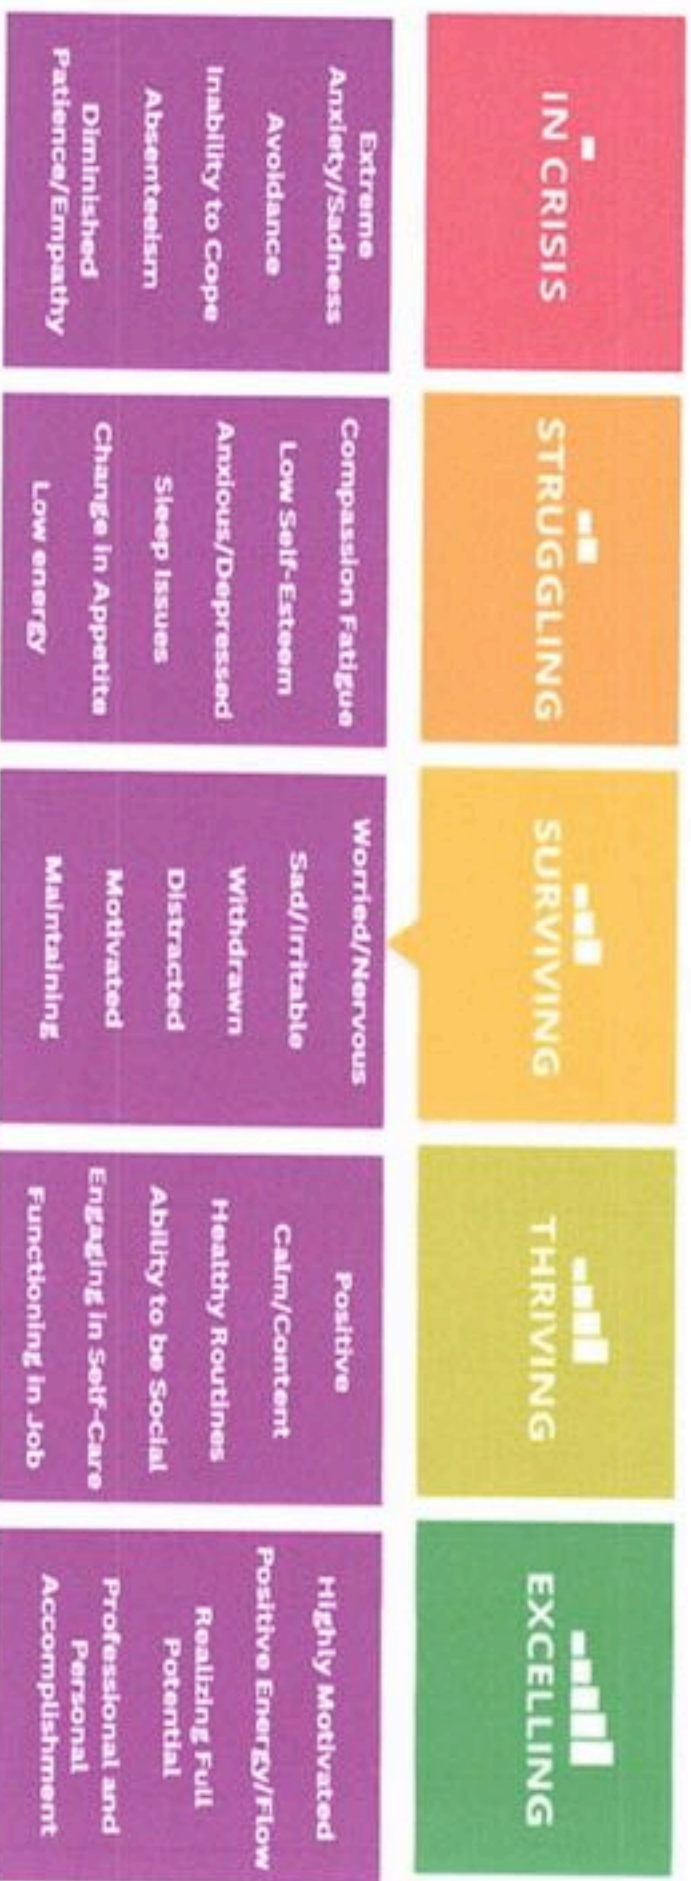 IN CRISIS
Extreme
Anxiety/Sadness
Avoidance
Inability to Cope
Absenteeism
Diminished
Patience/Empathy
STRUGGLING
Compassion Fatigue
Low Self-Esteem
Anxious/Depressed
Sleep Issues
Change in Appetite
Low energy
SURVIVING
Worried/Nervous
Sad/Irritable
Withdrawn
Distracted
Motivated
Maintaining
THRIVING
Positive
Calm/Content
Healthy Routines
Ability to be Social
Engaging in Self-Care
Functioning in Job
EXCELLING
Highly Motivated
Positive Energy/Flow
Realizing Full
Potential
Professional and
Personal
Accomplishment